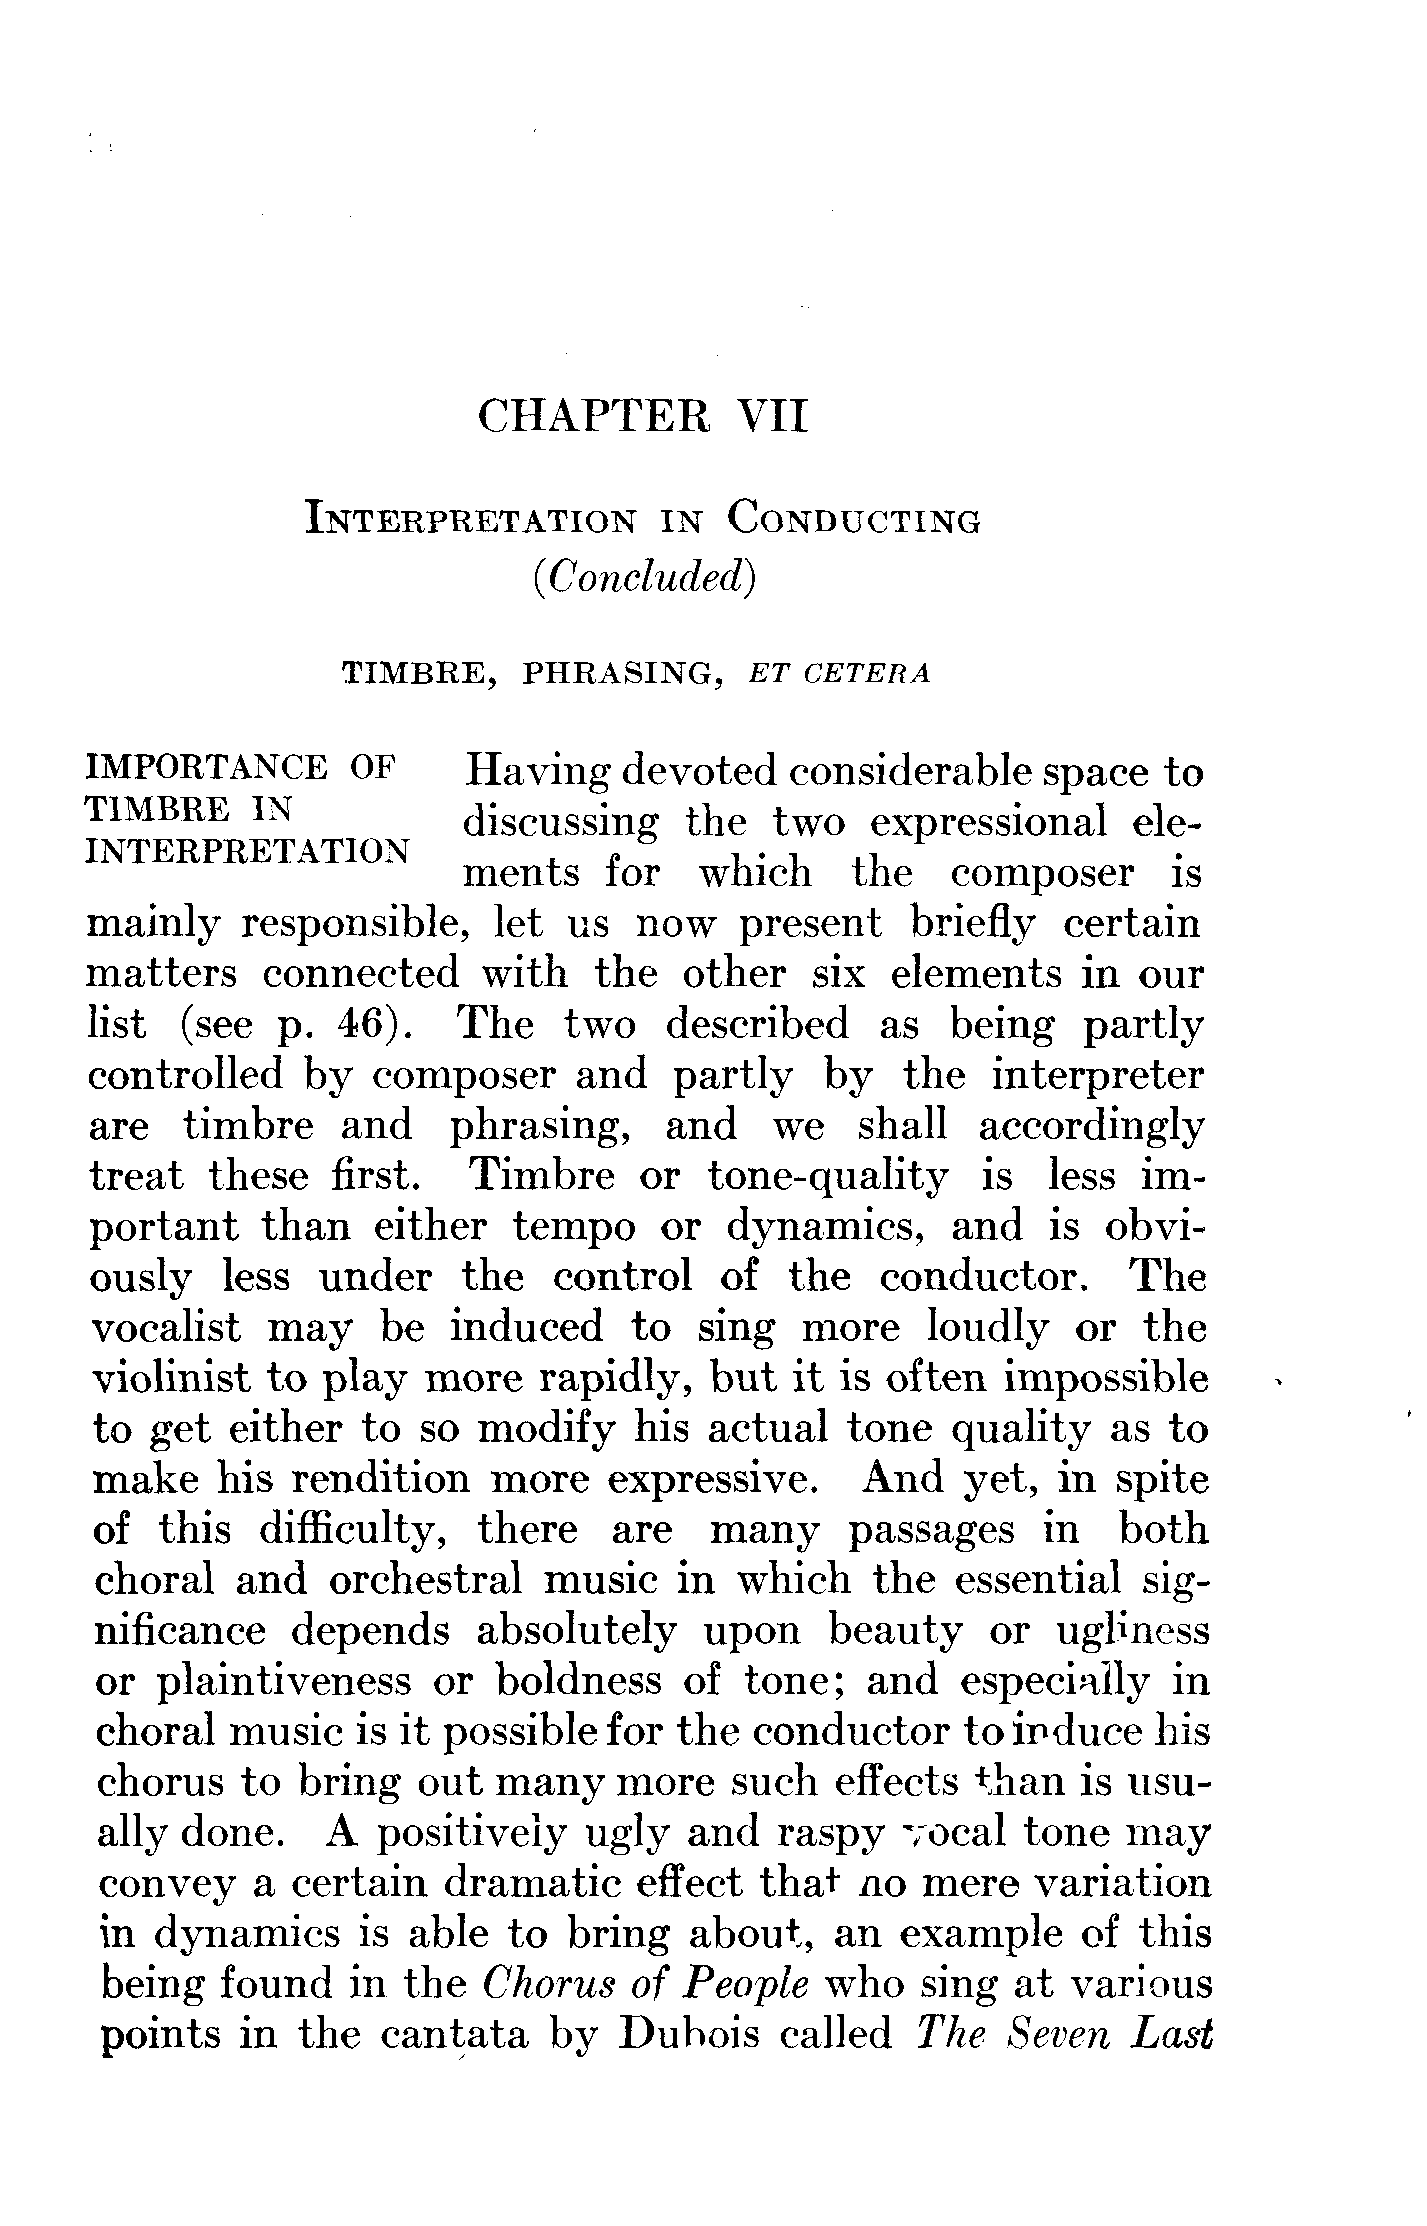 CHAPTER VII
INTERPRETATION IN CONDUCTING
(Concluded)
TIMBRE, PHRASING, ET CETERA
IMPORTANCE OF
TIMBRE IN
INTERPRETATION
Having devoted considerable space to
discussing the two expressional ele-
ments for which the composer is
mainly responsible, let us now present briefly certain
matters connected with the other six elements in our
list (see p. 46). The two described as being partly
controlled by composer and partly by the interpreter
are timbre and phrasing, and we shall accordingly
treat these first. Timbre or tone-quality is less im-
portant than either tempo or dynamics, and is obvi-
ously less under the control of the conductor. The
vocalist may be induced to sing more loudly or the
violinist to play more rapidly, but it is often impossible
to get either to so modify his actual tone quality as to
make his rendition more expressive. And yet, in spite
of this difficulty, there are many passages in both
choral and orchestral music in which the essential sig-
nificance depends absolutely upon beauty or ugliness
or plaintiveness or boldness of tone; and especially in
choral music is it possible for the conductor to induce his
chorus to bring out many more such effects than is usu-
ally done. A positively ugly and raspy vocal tone may
convey a certain dramatic effect that no mere variation
in dynamics is able to bring about, an example of this
being found in the Chorus of People who sing at various
points in the cantata by Dubois called The Seven Last